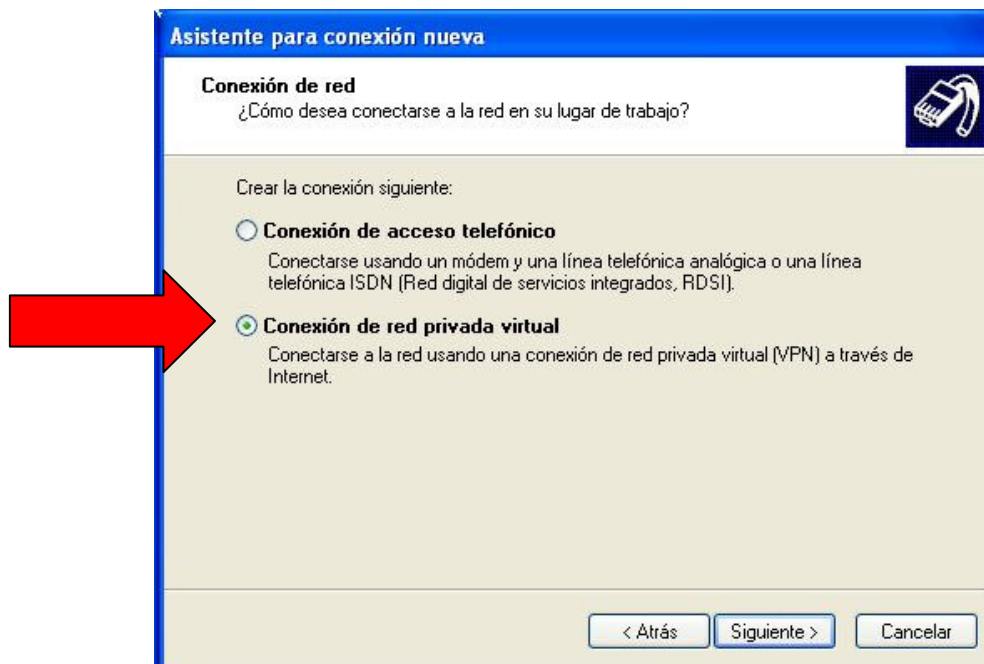 Asistente para conexión nueva
Conexión de red
¿Cómo desea conectarse a la red en su lugar de trabajo?
Crear la conexión siguiente:
Conexión de acceso telefónico
Conectarse usando un módem y una línea telefónica analógica o una línea
telefónica ISDN (Red digital de servicios integrados, RDSI).
Conexión de red privada virtual
Conectarse a la red usando una conexión de red privada virtual (VPN) a través de
Internet.
< Atrás Siguiente > Cancelar